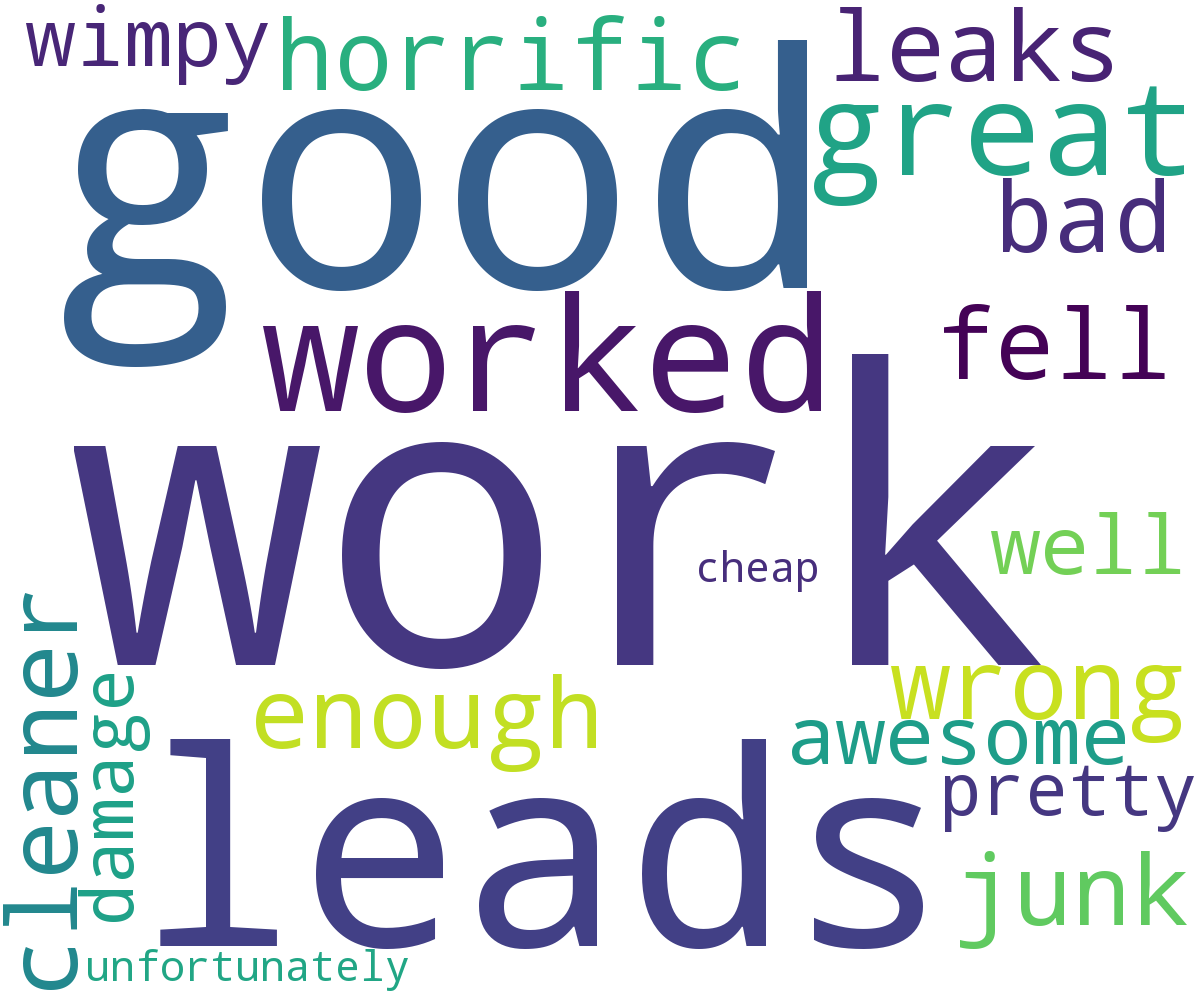 wimpy
horrific
leaks
good
great
bad
worked
fell
work
well
cheap
cleaner
damage
enough
wrong
awesome
pretty
leads
junk
unfortunately